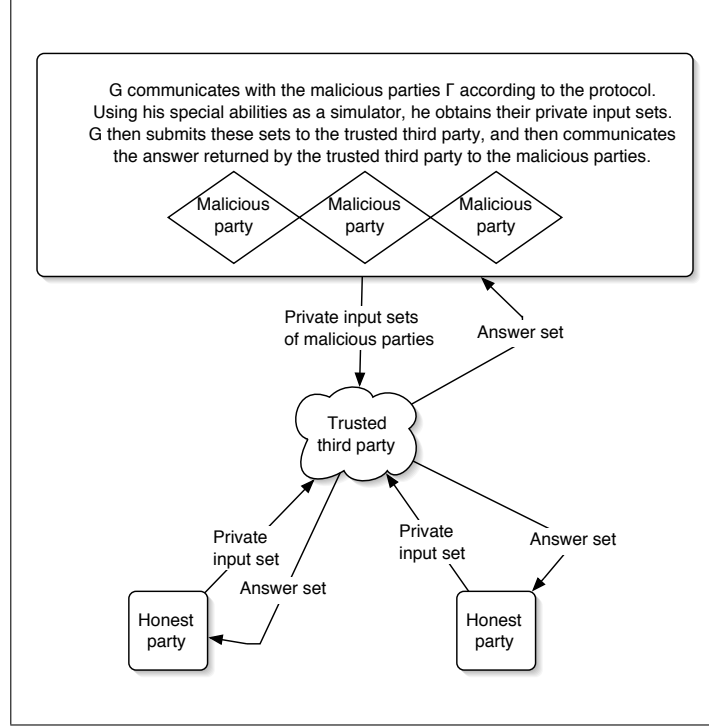 G communicates with the malicious parties Γ according to the protocol.
Using his special abilities as a simulator, he obtains their private input sets.
G then submits these sets to the trusted third party, and then communicates
the answer returned by the trusted third party to the malicious parties.
Malicious
party
Malicious
party
Malicious
party
Private input sets
of malicious parties
Answer set
Trusted
third party
Private
input set
Answer set
Private
input set
Answer set
Honest
party
Honest
party